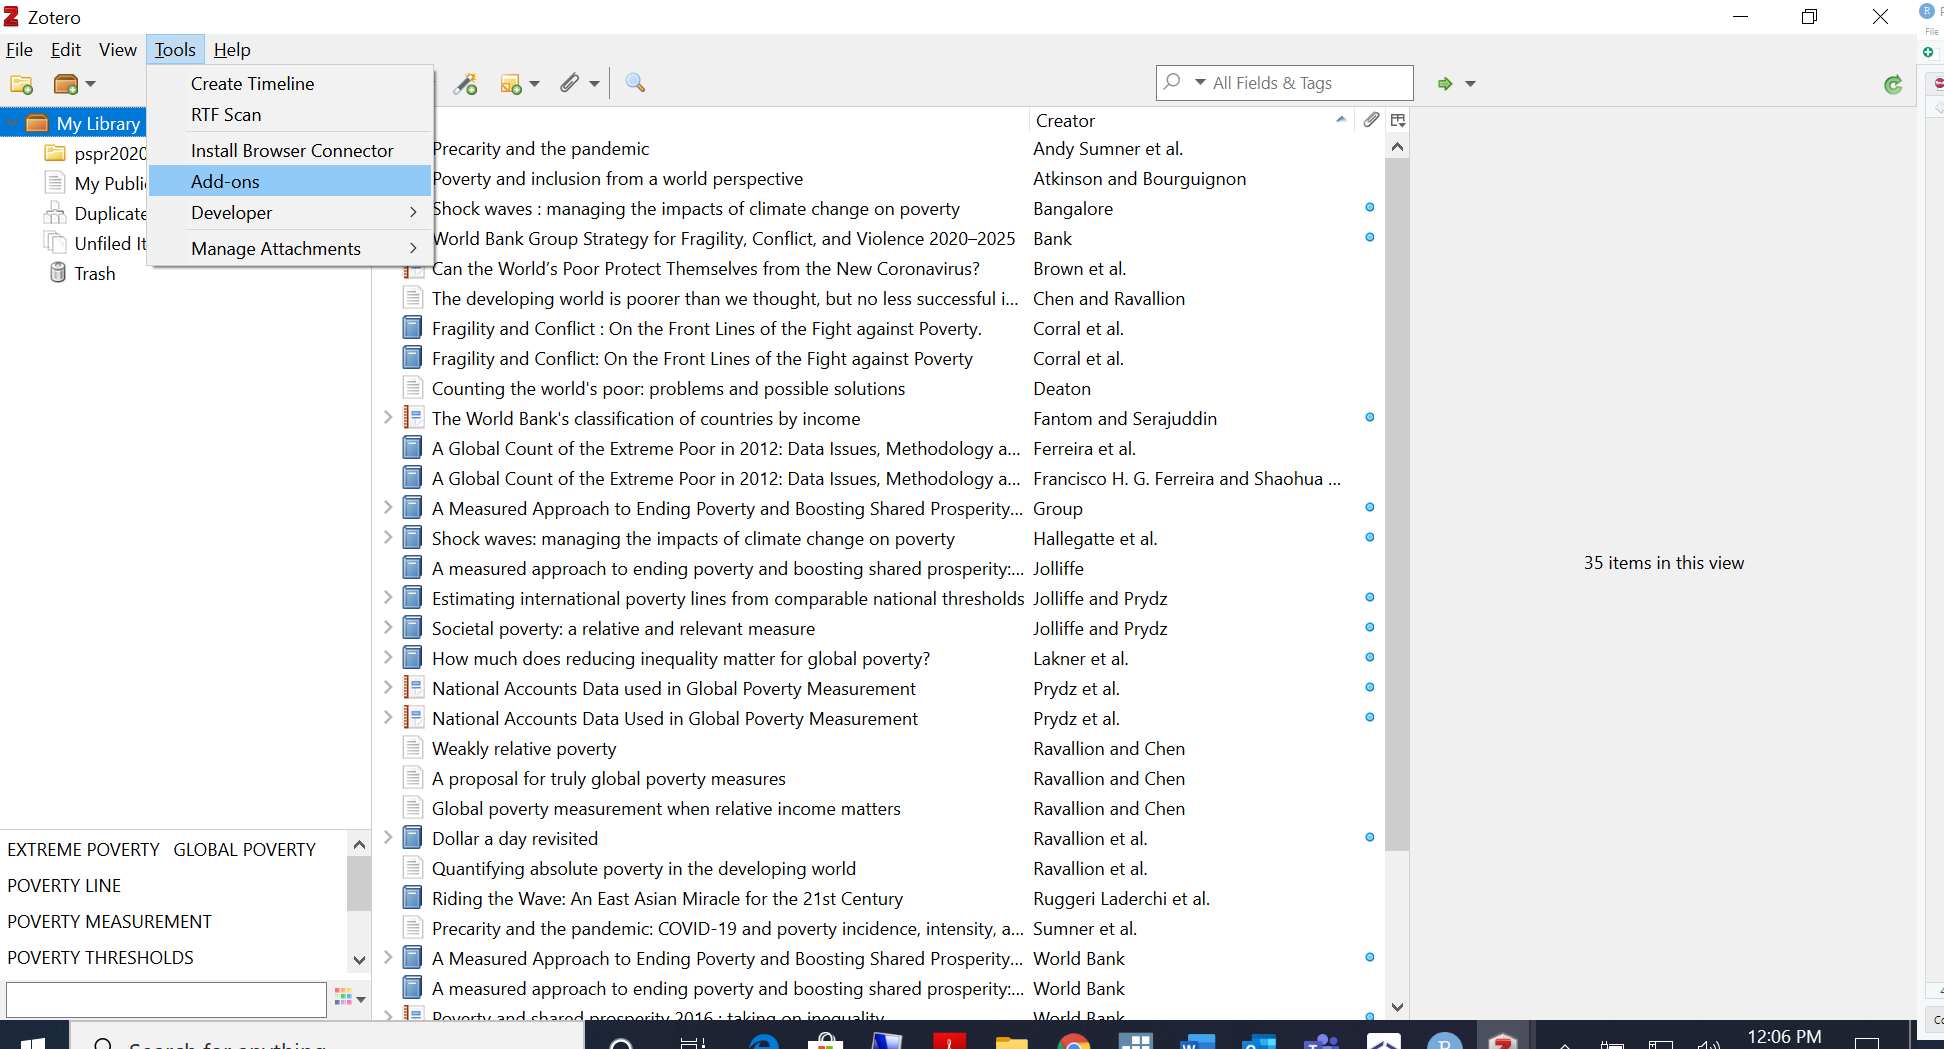 Zotero
File Edit View Tools Help
Create Timeline
RTF Scan
Install Browser Connector
Add-ons
Developer
Manage Attachments
All Fields & Tags
My Library
pspr2020
My Publi
Duplicate
Unfiled It
Trash
Creator
Precarity and the pandemic Andy Sumner et al.
Poverty and inclusion from a world perspective Atkinson and Bourguignon
Shock waves : managing the impacts of climate change on poverty Bangalore
World Bank Group Strategy for Fragility, Conflict, and Violence 2020–2025 Bank
Can the World’s Poor Protect Themselves from the New Coronavirus? Brown et al.
The developing world is poorer than we thought, but no less successful i... Chen and Ravallion
Fragility and Conflict : On the Front Lines of the Fight against Poverty. Corral et al.
Fragility and Conflict: On the Front Lines of the Fight against Poverty Corral et al.
Counting the world's poor: problems and possible solutions Deaton
The World Bank's classification of countries by income Fantom and Serajuddin
A Global Count of the Extreme Poor in 2012: Data Issues, Methodology a... Ferreira et al.
A Global Count of the Extreme Poor in 2012: Data Issues, Methodology a... Francisco H. G. Ferreira and Shaohua ...
A Measured Approach to Ending Poverty and Boosting Shared Prosperity... Group
Shock waves: managing the impacts of climate change on poverty Hallegatte et al.
A measured approach to ending poverty and boosting shared prosperity:... Jolliffe
Estimating international poverty lines from comparable national thresholds Jolliffe and Prydz
Societal poverty: a relative and relevant measure Jolliffe and Prydz
How much does reducing inequality matter for global poverty? Lakner et al.
National Accounts Data used in Global Poverty Measurement Prydz et al.
National Accounts Data Used in Global Poverty Measurement Prydz et al.
Weakly relative poverty Ravallion and Chen
A proposal for truly global poverty measures Ravallion and Chen
Global poverty measurement when relative income matters Ravallion and Chen
Dollar a day revisited Ravallion et al.
Quantifying absolute poverty in the developing world Ravallion et al.
Riding the Wave: An East Asian Miracle for the 21st Century Ruggeri Laderchi et al.
Precarity and the pandemic: COVID-19 and poverty incidence, intensity, a... Sumner et al.
A Measured Approach to Ending Poverty and Boosting Shared Prosperity... World Bank
A measured approach to ending poverty and boosting shared prosperity:... World Bank
Poverty and shared prosperity 2016 : taking on inequality World Bank
35 items in this view
EXTREME POVERTY GLOBAL POVERTY
POVERTY LINE
POVERTY MEASUREMENT
POVERTY THRESHOLDS
File
Search for anything
12:06 PM